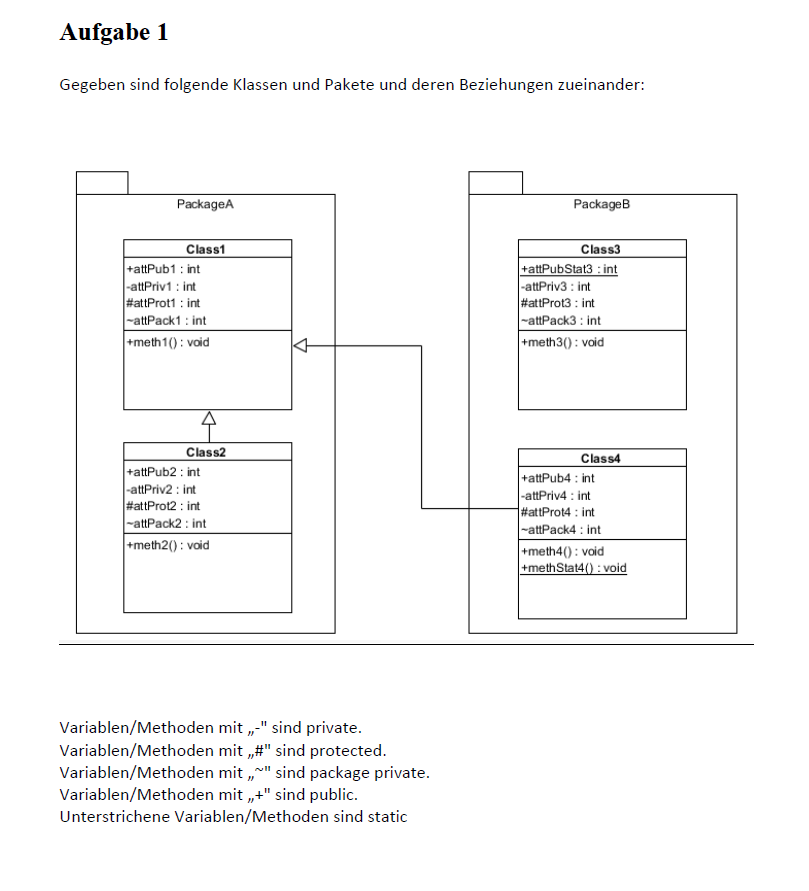 Aufgabe 1
Gegeben sind folgende Klassen und Pakete und deren Beziehungen zueinander:
PackageA
Class1
+attPub1 : int
-attPriv1 : int
#attProt1 : int
~attPack1 : int
+meth1() : void
Class2
+attPub2 : int
-attPriv2 : int
#attProt2 : int
~attPack2 : int
+meth2() : void
PackageB
Class3
+attPubStat3 : int
-attPriv3 : int
#attProt3 : int
~attPack3 : int
+meth3() : void
Class4
+attPub4 : int
-attPriv4 : int
#attProt4 : int
~attPack4 : int
+meth4() : void
+methStat4() : void
Variablen/Methoden mit „-" sind private.
Variablen/Methoden mit „#" sind protected.
Variablen/Methoden mit „~" sind package private.
Variablen/Methoden mit „+" sind public.
Unterstrichene Variablen/Methoden sind static